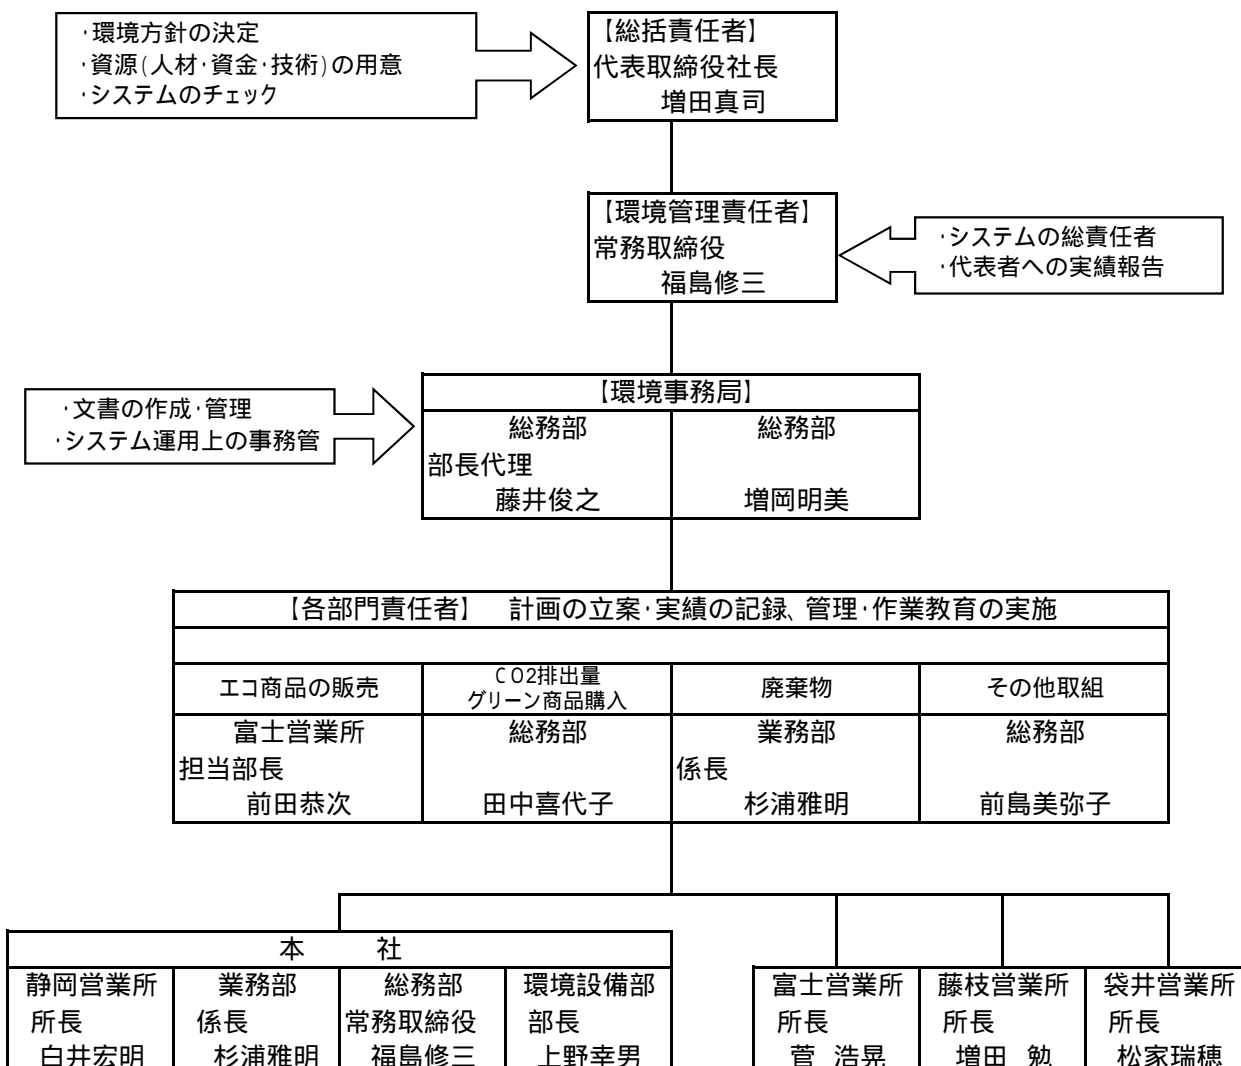 ･環境方針の決定
･資源(人材･資金･技術)の用意
･システムのチェック
【総括責任者】
代表取締役社長
増田真司
【環境管理責任者】
常務取締役
福島修三
･システムの総責任者
･代表者への実績報告
･文書の作成･管理
･システム運用上の事務管
【環境事務局】
総務部
部長代理
藤井俊之
総務部
増岡明美
【各部門責任者】　計画の立案･実績の記録、管理･作業教育の実施
エコ商品の販売
CO2排出量
グリーン商品購入
廃棄物
その他取組
富士営業所
担当部長
前田恭次
総務部
田中喜代子
業務部
係長
杉浦雅明
総務部
前島美弥子
本　　社
静岡営業所
所長
白井宏明
業務部
係長
杉浦雅明
総務部
常務取締役
福島修三
環境設備部
部長
上野幸男
富士営業所
所長
菅　浩晃
藤枝営業所
所長
増田　勉
袋井営業所
所長
松家瑞穂